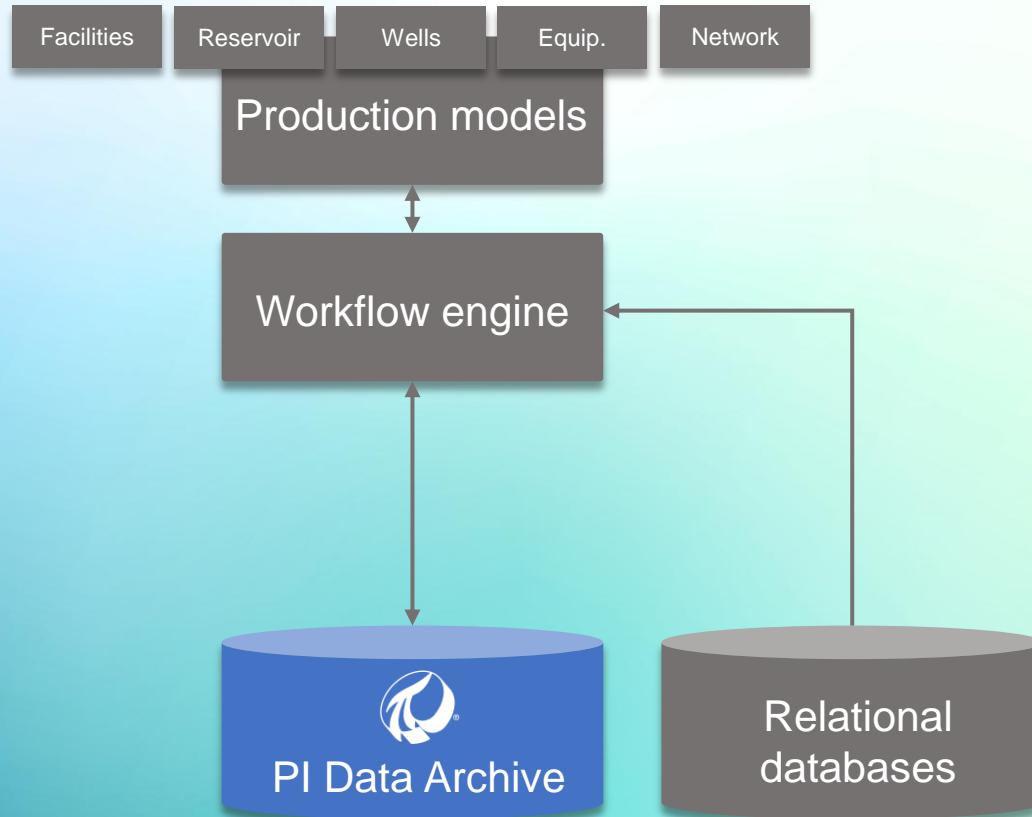 Facilities
Reservoir
Wells
Equip.
Network
Production models
Workflow engine
PI Data Archive
Relational
databases